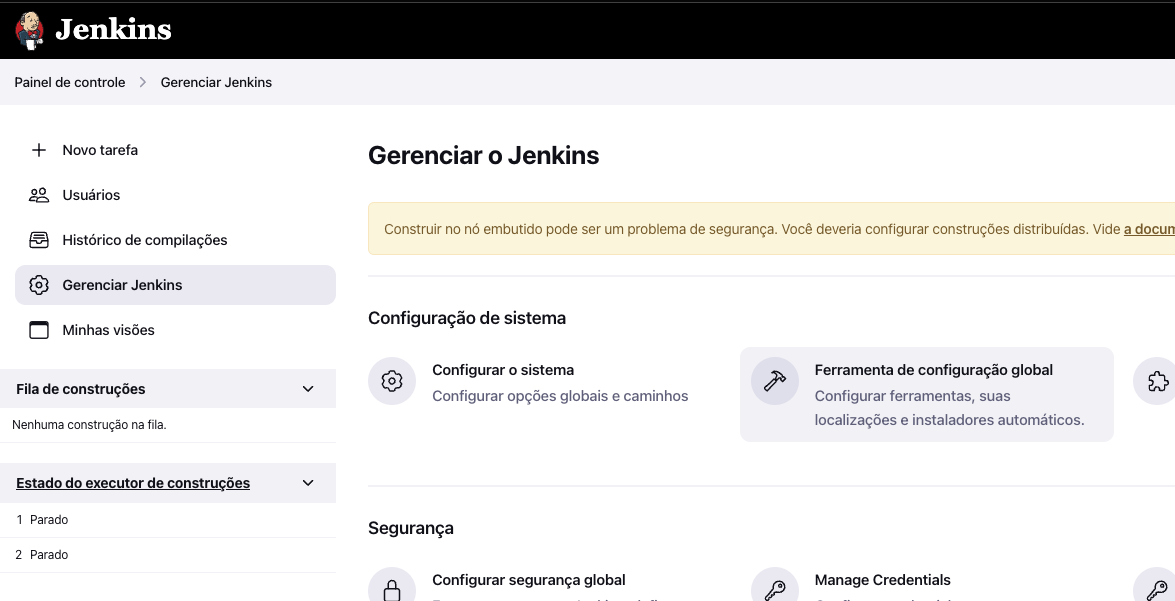 Jenkins
Painel de controle > Gerenciar Jenkins
Novo tarefa
Usuários
Histórico de compilações
Gerenciar Jenkins
Minhas visões
Fila de construções
Nenhuma construção na fila.
Estado do executor de construções
1 Parado
2 Parado
Gerenciar o Jenkins
Construir no nó embutido pode ser um problema de segurança. Você deveria configurar construções distribuídas. Vide a docum
Configuração de sistema
Configurar o sistema
Configurar opções globais e caminhos
Ferramenta de configuração global
Configurar ferramentas, suas
localizações e instaladores automáticos.
Segurança
Configurar segurança global
Manage Credentials